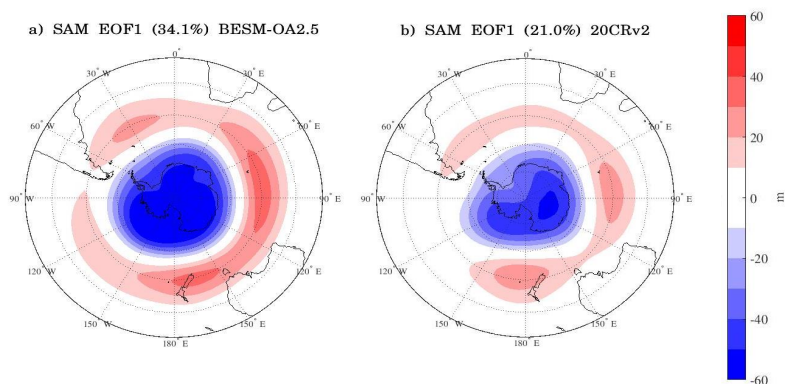 a) SAM EOF1 (34.1%) BESM-OA2.5
b) SAM EOF1 (21.0%) 20CRv2
0°
30° W
30° E
60° W
60° E
90° W
90° E
120° W
120° E
150° W
150° E
180° E
0°
30° W
30° E
60° W
60° E
90° W
90° E
120° W
120° E
150° W
150° E
180° E
60
40
20
0
-20
-40
-60
m